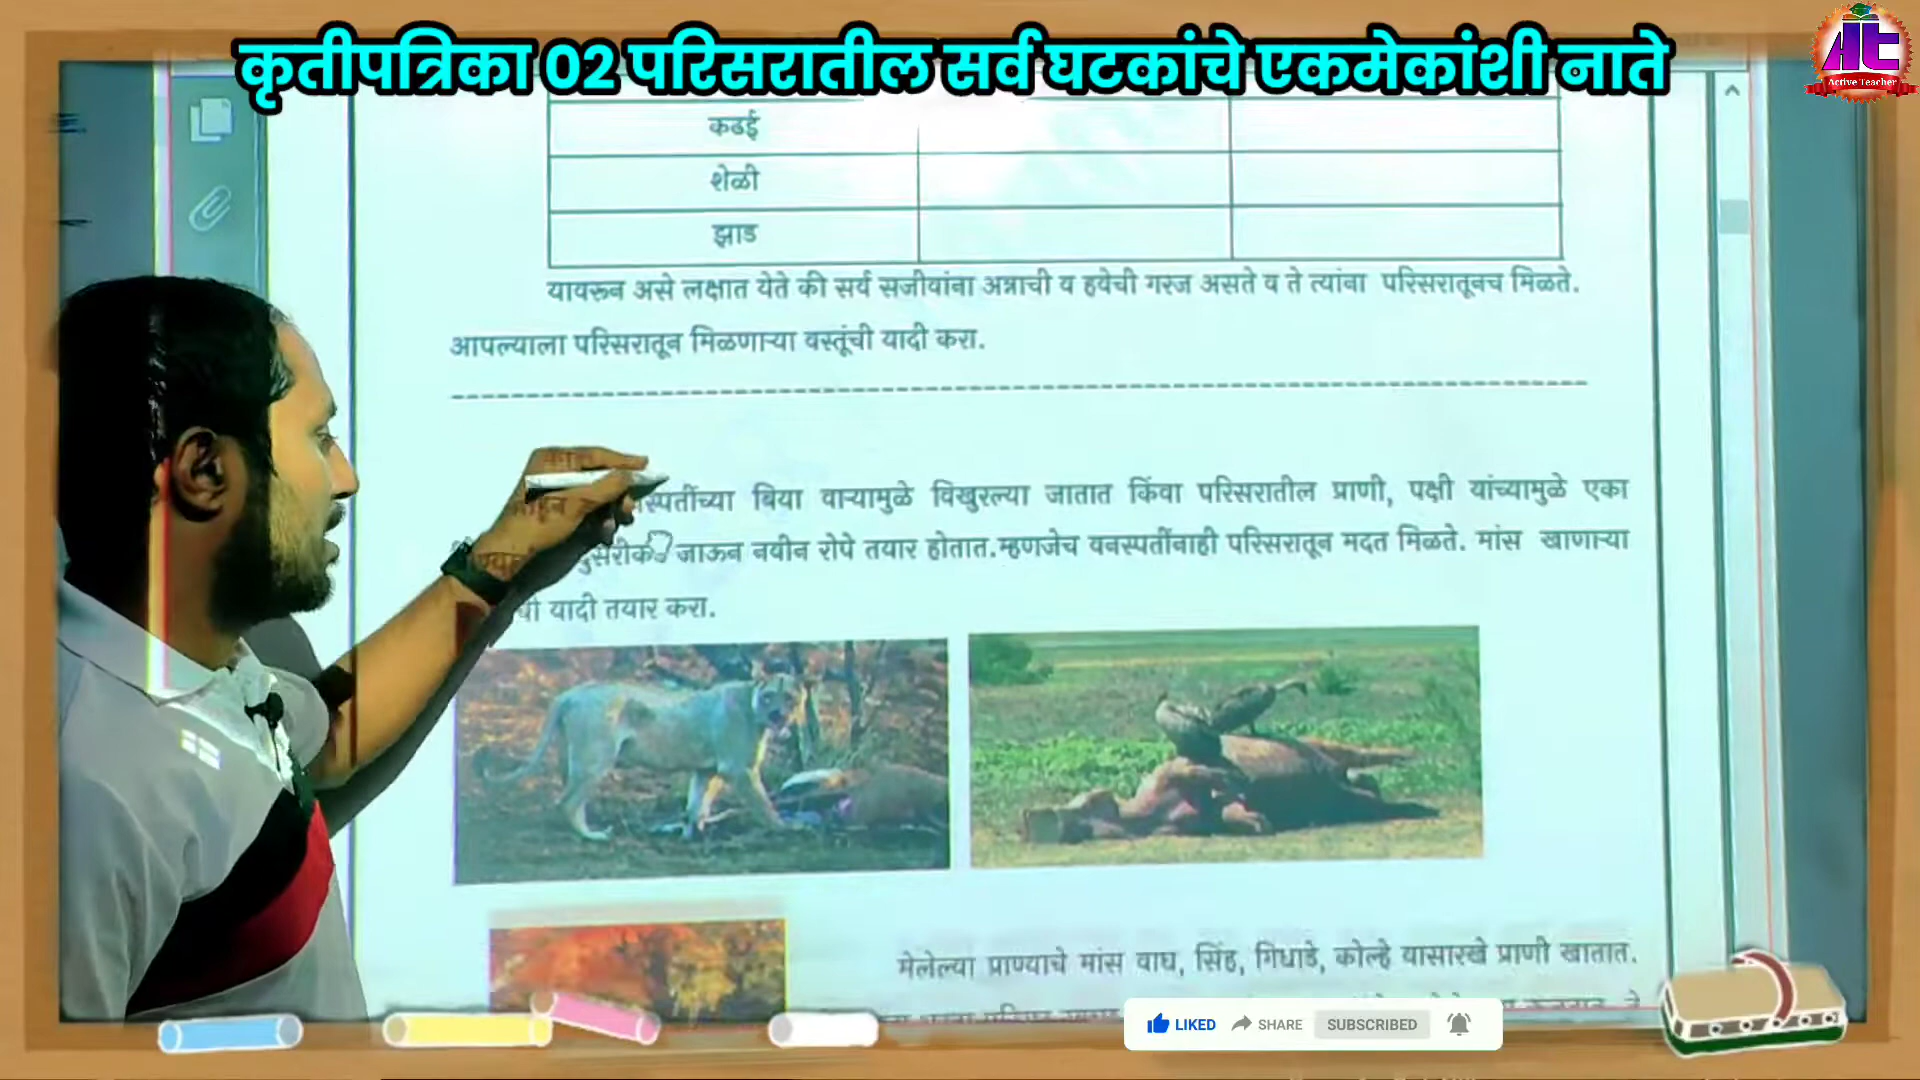 कृतीपत्रिका 02 परिसरातील सर्व घटकांचे एकमेकांशी नाते
AT
Active Teacher
कढई
शेळी
झाड
यावरून असे लक्षात येते की सर्व सजीवांना अन्नाची व हवेची गरज असते व ते त्यांना परिसरातूनच मिळते.
आपल्याला परिसरातून मिळणाऱ्या वस्तूंची यादी करा.
बिया वाऱ्यामुळे विखुरल्या जातात किंवा परिसरातील प्राणी, पक्षी यांच्यामुळे एका
जाऊन नवीन रोपे तयार होतात.म्हणजेच वनस्पतींनाही परिसरातून मदत मिळते. मांस खाणाऱ्या
यादी तयार करा.
मेलेल्या प्राण्याचे मांस वाघ, सिंह, गिधाडे, कोल्हे यासारखे प्राणी खातात.
LIKED SHARE SUBSCRIBED